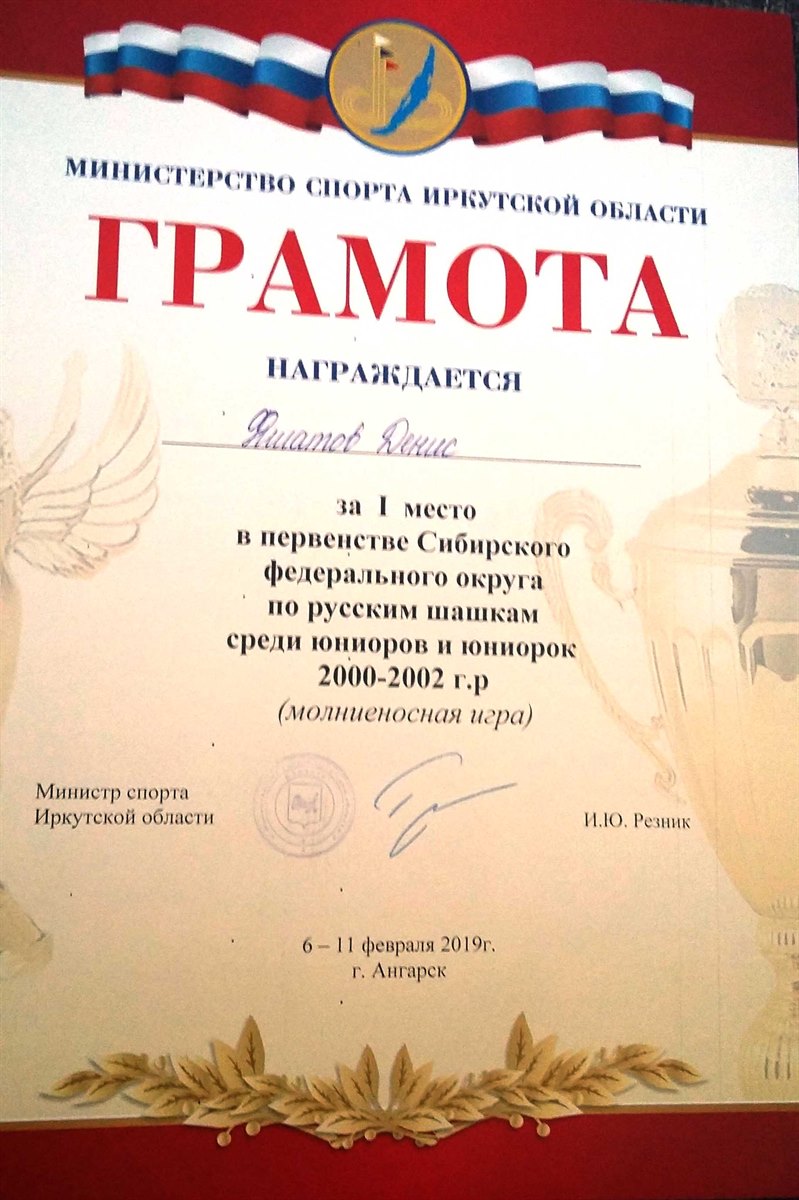 МИНИСТЕРСТВО СПОРТА ИРКУТСКОЙ ОБЛАСТИ
ГРАМОТА
НАГРАЖДАЕТСЯ
Яшатов Денис
за I место
в первенстве Сибирского
федерального округа
по русским шашкам
среди юниоров и юниорок
2000-2002 г.р
(молниеносная игра)
Министр спорта
Иркутской области
И.Ю. Резник
6 – 11 февраля 2019г.
г. Ангарск